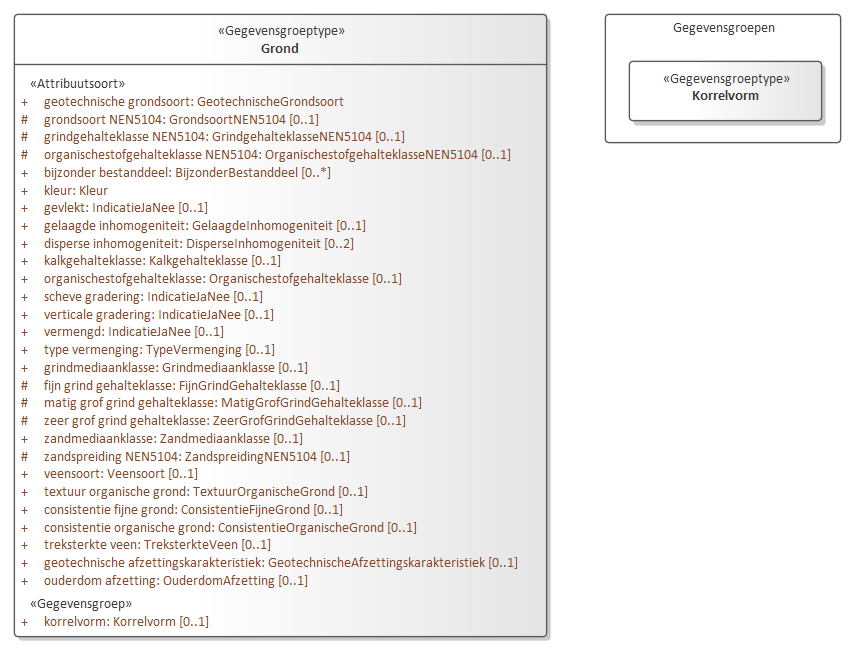 «Gegevensgroeptype»
Grond
«Attribuutsoort»
+ geotechnische grondsoort: GeotechnischeGrondsoort
# grondsoort NEN5104: GrondsoortNEN5104 [0..1]
# grindgehalteklasse NEN5104: GrindgehalteklasseNEN5104 [0..1]
# organischestofgehalteklasse NEN5104: OrganischestofgehalteklasseNEN5104 [0..1]
+ bijzonder bestanddeel: BijzonderBestanddeel [0..*]
+ kleur: Kleur
+ gevlekt: IndicatieJaNee [0..1]
+ gelaagde inhomogeniteit: GelaagdeInhomogeniteit [0..1]
+ disperse inhomogeniteit: DisperseInhomogeniteit [0..2]
+ kalkgehalteklasse: Kalkgehalteklasse [0..1]
+ organischestofgehalteklasse: Organischestofgehalteklasse [0..1]
+ scheve gradering: IndicatieJaNee [0..1]
+ verticale gradering: IndicatieJaNee [0..1]
+ vermengd: IndicatieJaNee [0..1]
+ type vermenging: TypeVermenging [0..1]
+ grindmediaanklasse: Grindmediaanklasse [0..1]
# fijn grind gehalteklasse: FijnGrindGehalteklasse [0..1]
# matig grof grind gehalteklasse: MatigGrofGrindGehalteklasse [0..1]
# zeer grof grind gehalteklasse: ZeerGrofGrindGehalteklasse [0..1]
+ zandmediaanklasse: Zandmediaanklasse [0..1]
# zandspreiding NEN5104: ZandspreidingNEN5104 [0..1]
+ veensoort: Veensoort [0..1]
+ textuur organische grond: TextuurOrganischeGrond [0..1]
+ consistentie fijne grond: ConsistentieFijneGrond [0..1]
+ consistentie organische grond: ConsistentieOrganischeGrond [0..1]
+ treksterkte veen: TreksterkteVeen [0..1]
+ geotechnische afzettingskarakteristiek: GeotechnischeAfzettingskarakteristiek [0..1]
+ ouderdom afzetting: OuderdomAfzetting [0..1]
«Gegevensgroep»
+ korrelvorm: Korrelvorm [0..1]
Gegevensgroepen
«Gegevensgroeptype»
Korrelvorm